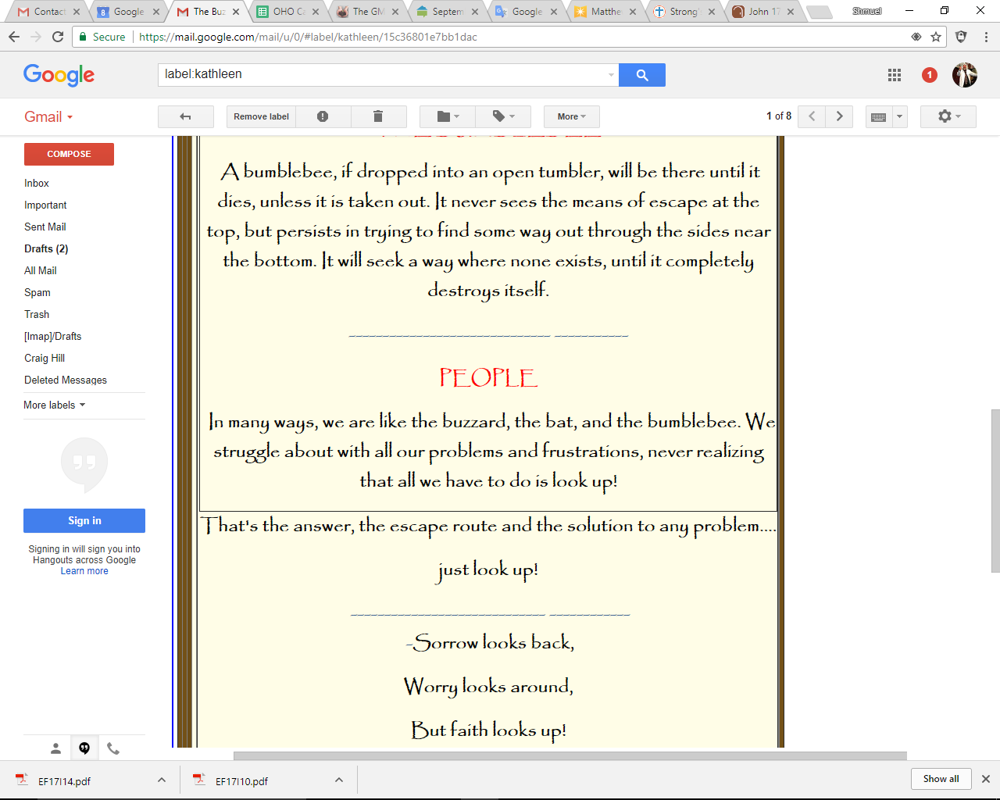 Contact
Google
The Buz
OHO Ca
The GM
Septem
Google
Matthe
Strong's
John 17
Shmuel
Secure
https://mail.google.com/mail/u/0/#label/kathleen/15c36801e7bb1dac
Google
label:kathleen
1
Gmail
Remove label
More
1 of 8
COMPOSE
Inbox
Important
Sent Mail
Drafts (2)
All Mail
Spam
Trash
[Imap]/Drafts
Craig Hill
Deleted Messages
More labels
Sign in
Signing in will sign you into
Hangouts across Google
Learn more
A bumblebee, if dropped into an open tumbler, will be there until it
dies, unless it is taken out. It never sees the means of escape at the
top, but persists in trying to find some way out through the sides near
the bottom. It will seek a way where none exists, until it completely
destroys itself.
PEOPLE
In many ways, we are like the buzzard, the bat, and the bumblebee. We
struggle about with all our problems and frustrations, never realizing
that all we have to do is look up!
That's the answer, the escape route and the solution to any problem....
just look up!
-Sorrow looks back,
Worry looks around,
But faith looks up!
EF17I14.pdf
EF17I10.pdf
Show all